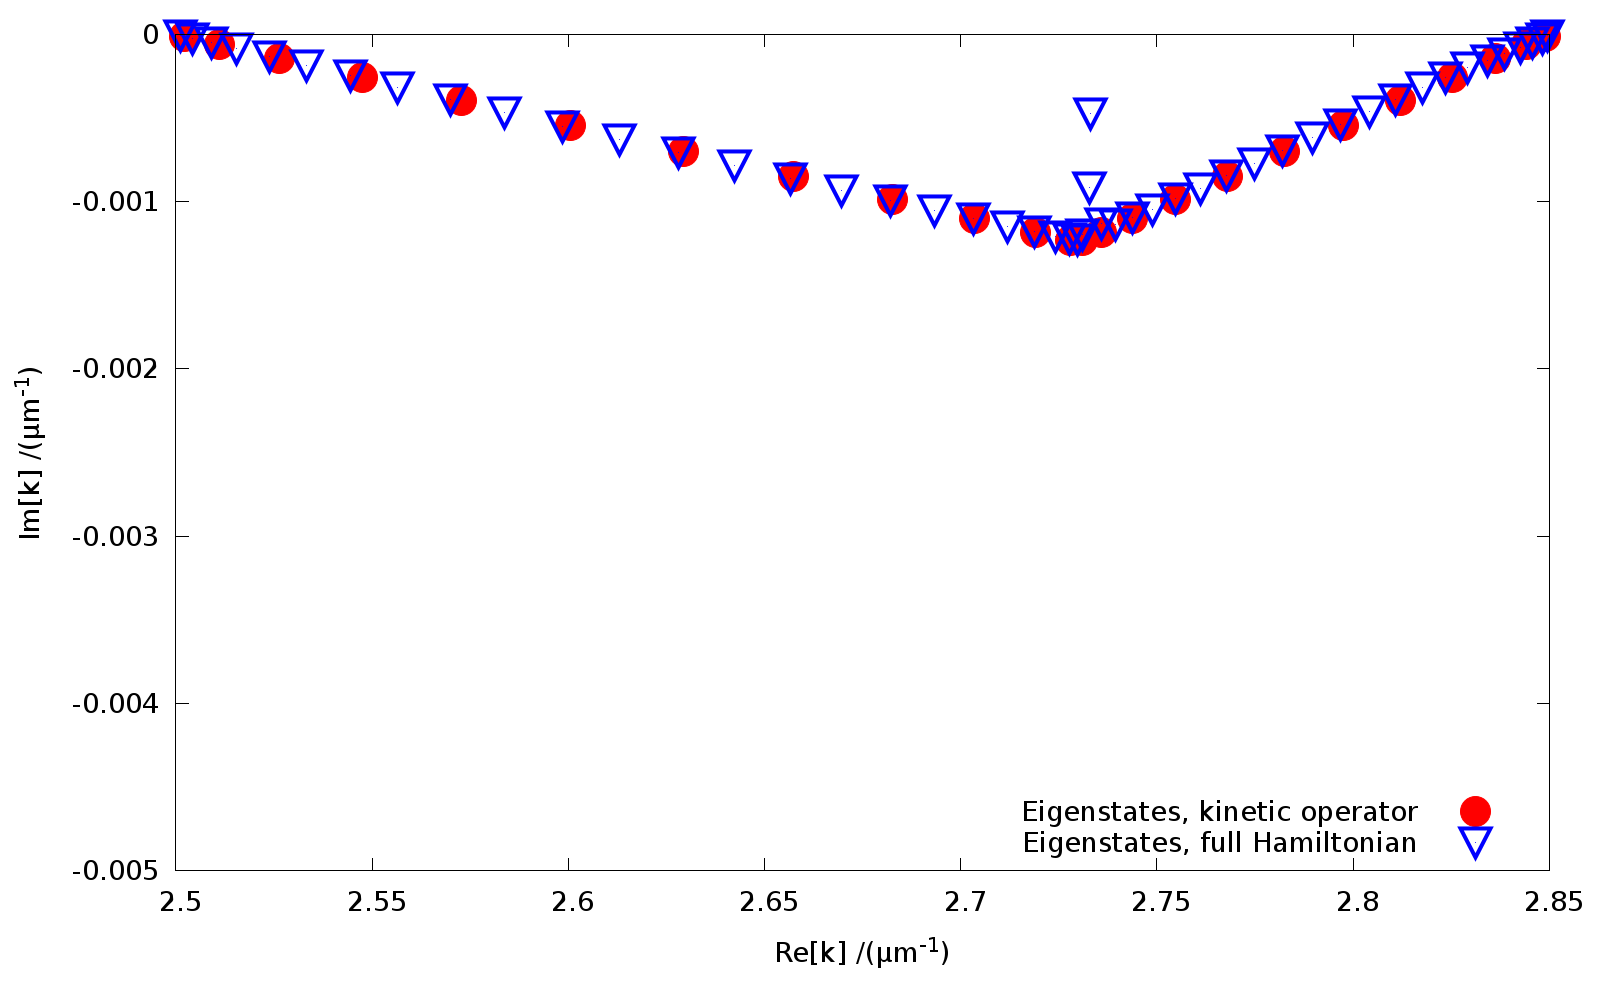 0
-0.001
-0.002
-0.003
-0.004
-0.005
Im[k] /(µm⁻¹)
Eigenstates, kinetic operator
Eigenstates, full Hamiltonian
2.5 2.55 2.6 2.65 2.7 2.75 2.8 2.85
Re[k] /(µm⁻¹)